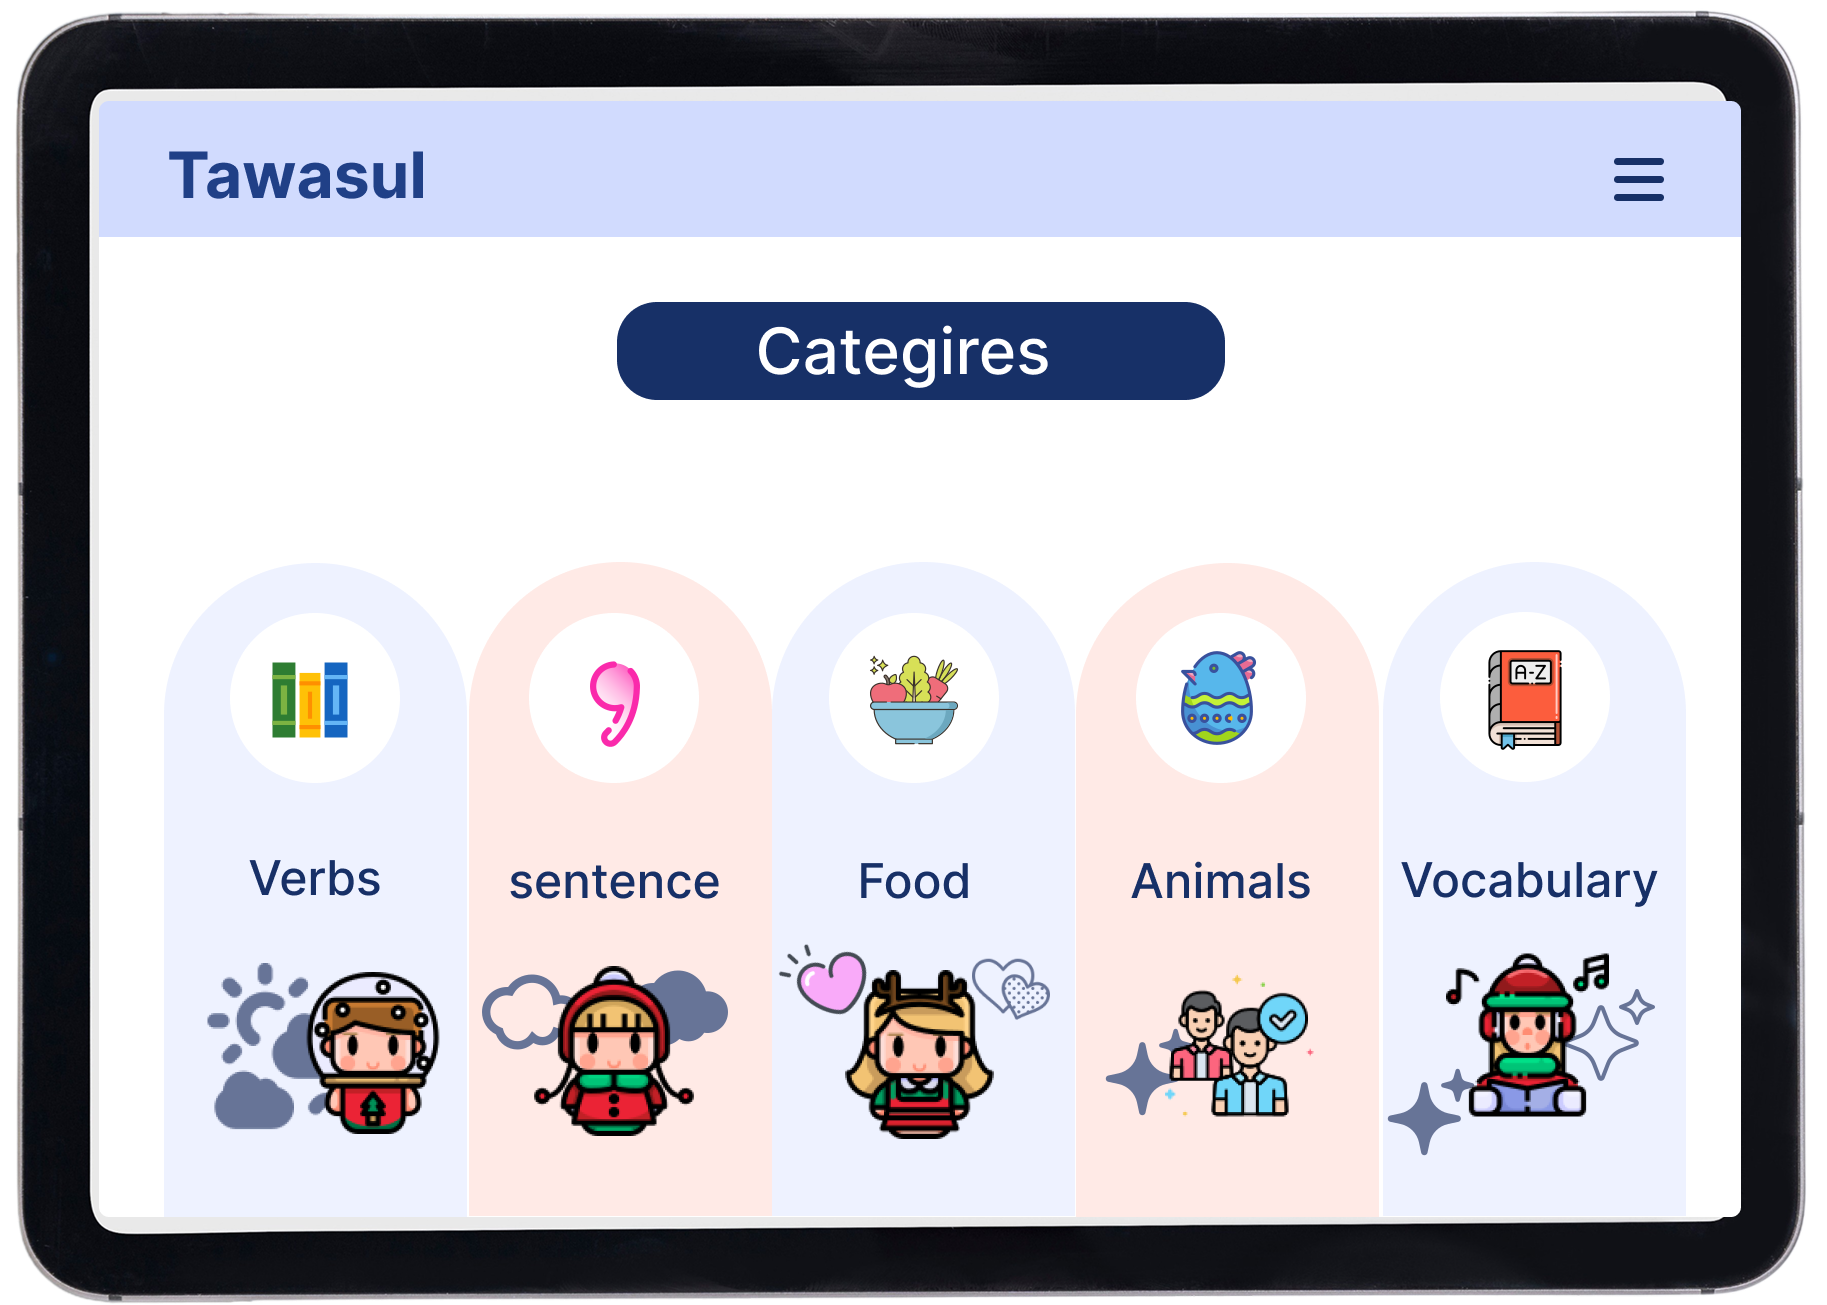 Tawasul
Categires
A-Z
Verbs
sentence
Food
Animals
Vocabulary